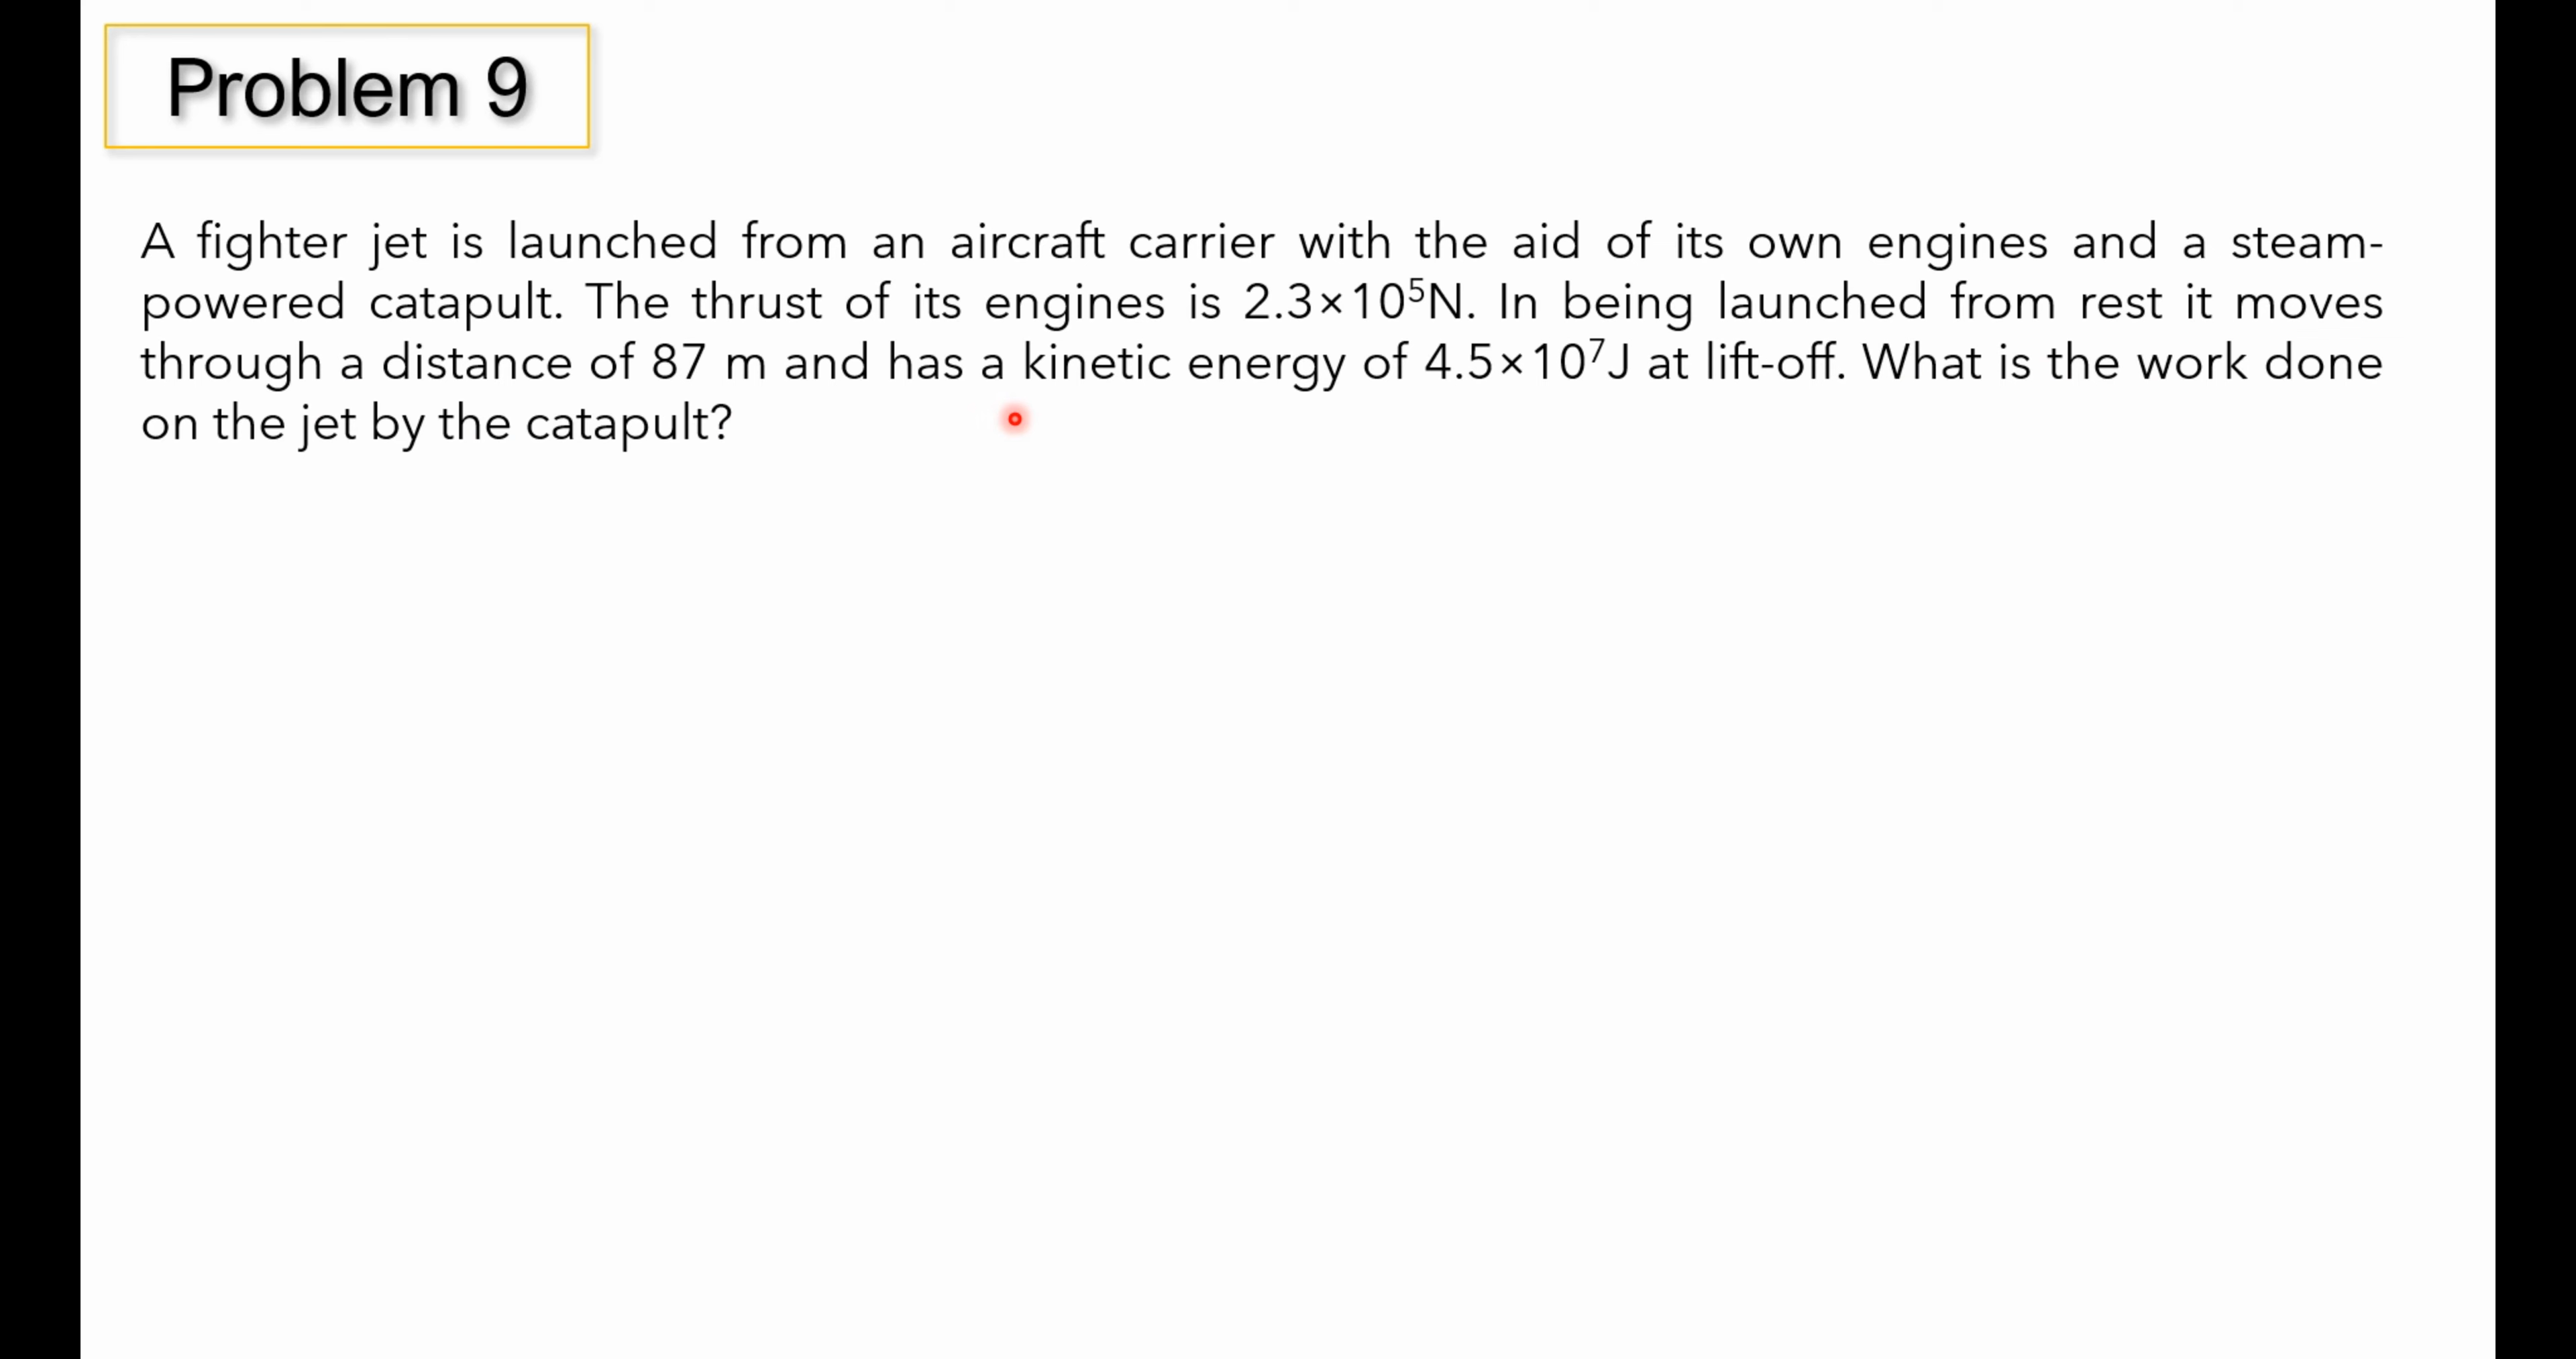 Problem 9
A fighter jet is launched from an aircraft carrier with the aid of its own engines and a steam-
powered catapult. The thrust of its engines is 2.3×10⁵N. In being launched from rest it moves
through a distance of 87 m and has a kinetic energy of 4.5×10⁷J at lift-off. What is the work done
on the jet by the catapult?